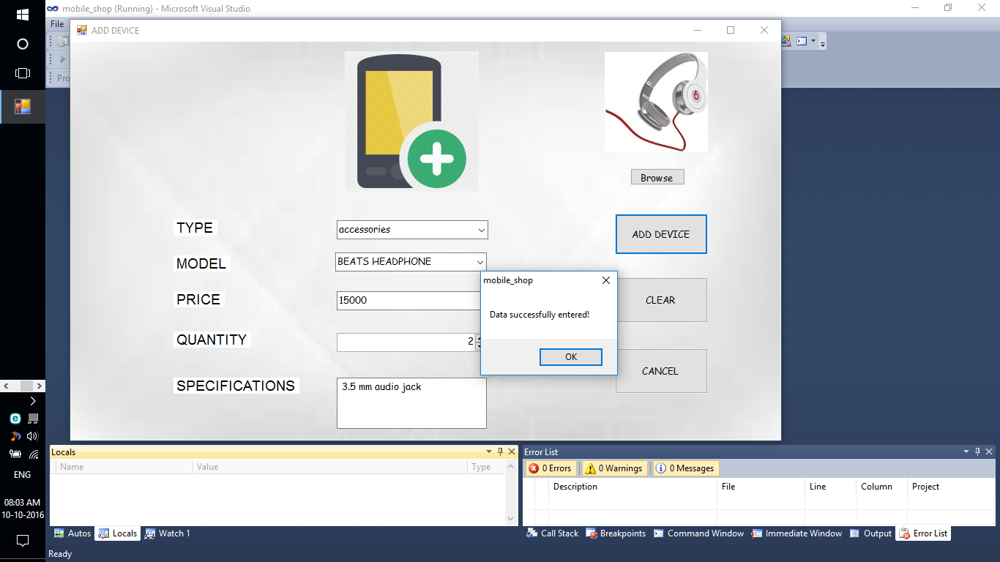 mobile_shop (Running) - Microsoft Visual Studio
File
ADD DEVICE
Pro
Browse
TYPE
accessories
ADD DEVICE
MODEL
BEATS HEADPHONE
mobile_shop
PRICE
15000
CLEAR
Data successfully entered!
QUANTITY
2
OK
CANCEL
SPECIFICATIONS
3.5 mm audio jack
Locals
Name Value Type
Error List
0 Errors 0 Warnings 0 Messages
Description File Line Column Project
Autos Locals Watch 1
Call Stack Breakpoints Command Window Immediate Window Output Error List
Ready
ENG
08:03 AM
10-10-2016